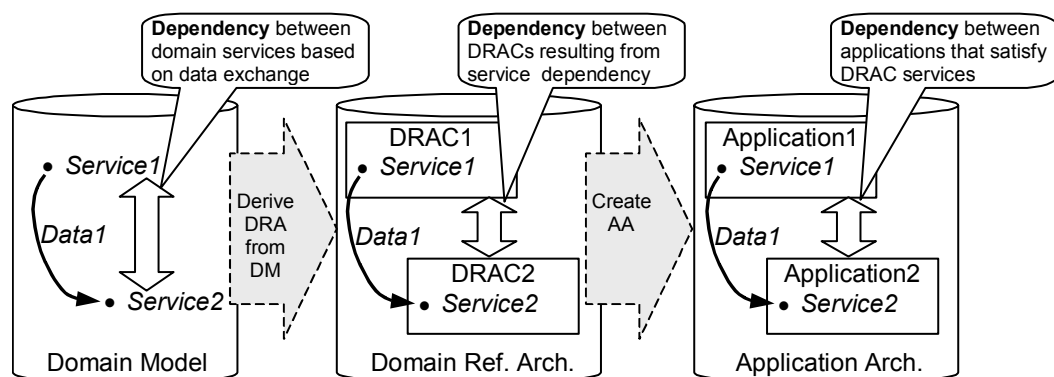 Dependency between
domain services based
on data exchange
Dependency between
DRACs resulting from
service dependency
Dependency between
applications that satisfy
DRAC services
Service1
Data1
Service2
Domain Model
Derive
DRA
from
DM
DRAC1
Service1
Data1
DRAC2
Service2
Domain Ref. Arch.
Create
AA
Application1
Service1
Data1
Application2
Service2
Application Arch.